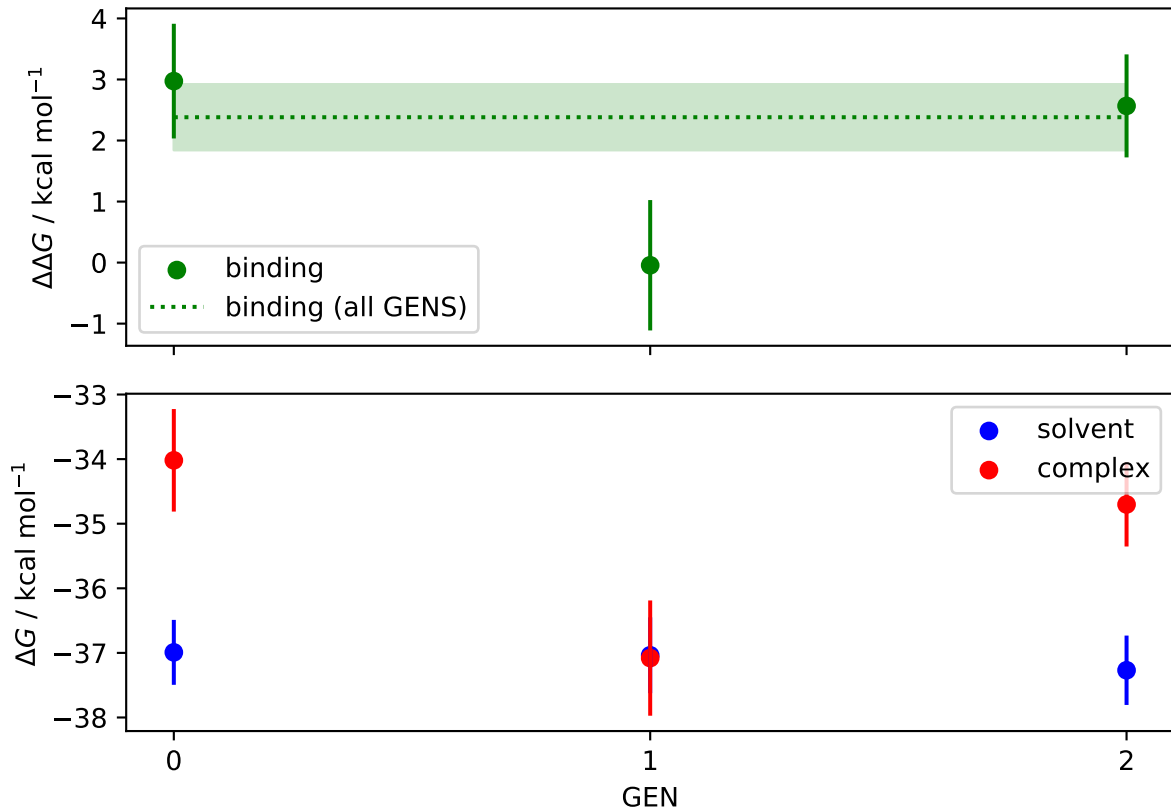 4
3
2
1
0
−1
ΔΔG / kcal mol⁻¹
binding
binding (all GENS)
−33
−34
−35
−36
−37
−38
ΔG / kcal mol⁻¹
solvent
complex
0
1
2
GEN